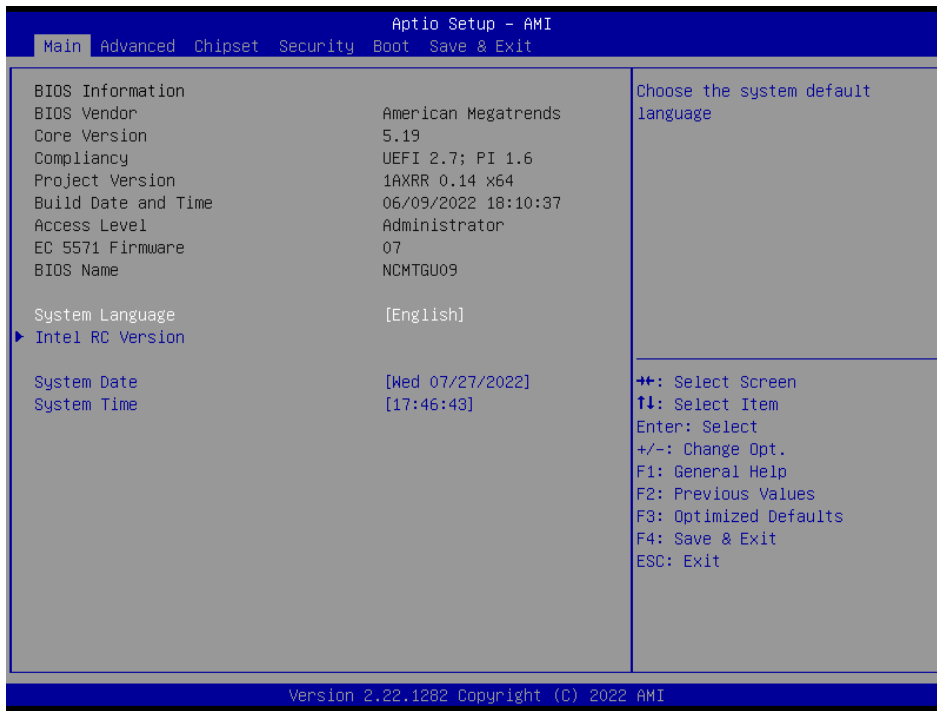 Aptio Setup – AMI
Main Advanced Chipset Security Boot Save & Exit
BIOS Information
BIOS Vendor American Megatrends
Core Version 5.19
Compliancy UEFI 2.7; PI 1.6
Project Version 1AXRR 0.14 x64
Build Date and Time 06/09/2022 18:10:37
Access Level Administrator
EC 5571 Firmware 07
BIOS Name NCMTGU09
System Language [English]
Intel RC Version
System Date [Wed 07/27/2022]
System Time [17:46:43]
Choose the system default
language
→←: Select Screen
↑↓: Select Item
Enter: Select
+/-: Change Opt.
F1: General Help
F2: Previous Values
F3: Optimized Defaults
F4: Save & Exit
ESC: Exit
Version 2.22.1282 Copyright (C) 2022 AMI